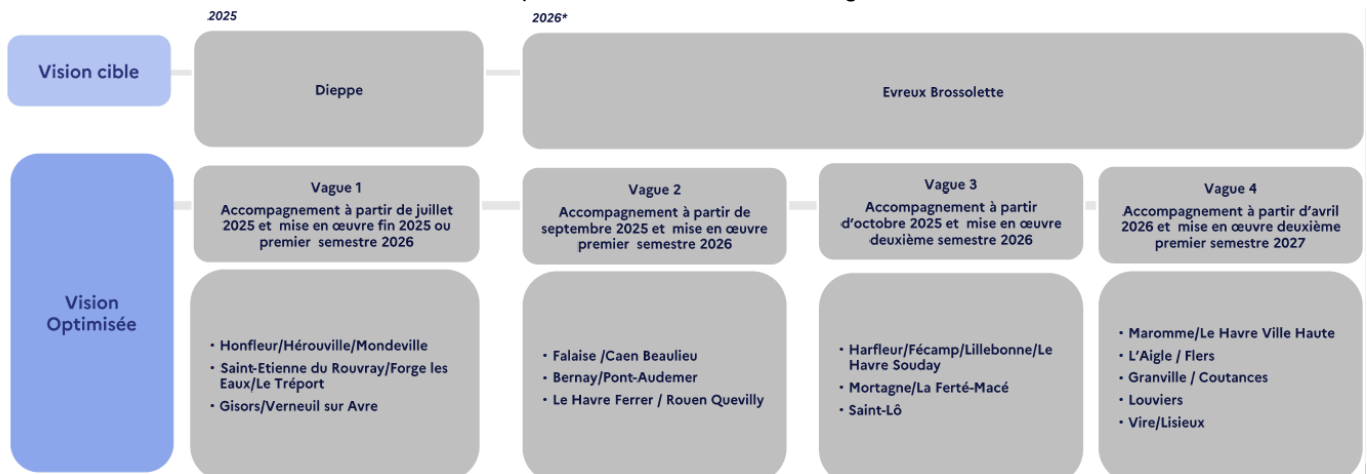 2025
2026*
Vision cible
Dieppe
Evreux Brossolette
Vision
Optimisée
Vague 1
Accompagnement à partir de juillet
2025 et mise en œuvre fin 2025 ou
premier semestre 2026
• Honfleur/Hérouville/Mondeville
• Saint-Etienne du Rouvray/Forge les
Eaux/Le Tréport
• Gisors/Verneuil sur Avre
Vague 2
Accompagnement à partir de
septembre 2025 et mise en œuvre
premier semestre 2026
• Falaise /Caen Beaulieu
• Bernay/Pont-Audemer
• Le Havre Ferrer / Rouen Quevilly
Vague 3
Accompagnement à partir
d'octobre 2025 et mise en œuvre
deuxième semestre 2026
• Harfleur/Fécamp/Lillebonne/Le
Havre Souday
• Mortagne/La Ferté-Macé
• Saint-Lô
Vague 4
Accompagnement à partir d'avril
2026 et mise en œuvre deuxième
premier semestre 2027
• Maromme/Le Havre Ville Haute
• L'Aigle / Flers
• Granville / Coutances
• Louviers
• Vire/Lisieux